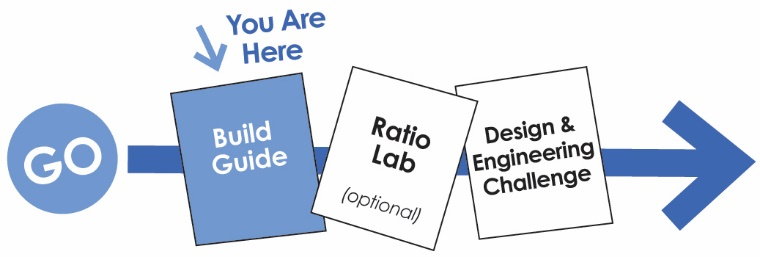 You Are
Here
GO
Build
Guide
Ratio
Lab
(optional)
Design &
Engineering
Challenge